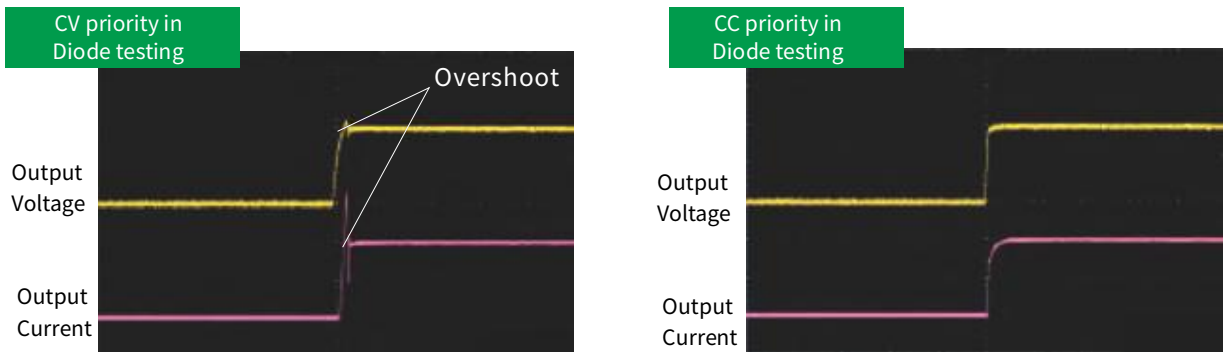 CV priority in
Diode testing
Overshoot
Output
Voltage
Output
Current
CC priority in
Diode testing
Output
Voltage
Output
Current